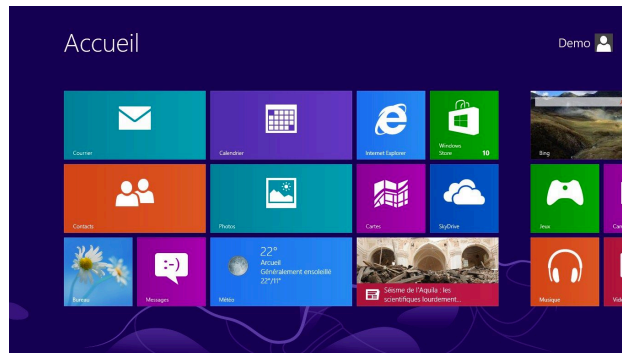 Accueil
Demo
Courrier
Calendrier
Internet Explorer
Windows
Store
10
Bing
Contacts
Photos
Cartes
SkyDrive
Jeux
Bureau
:-)
Messages
22°
Arcueil
Généralement ensoleillé
22°/11°
Météo
Séisme de l'Aquila : les
scientifiques lourdement...
Musique